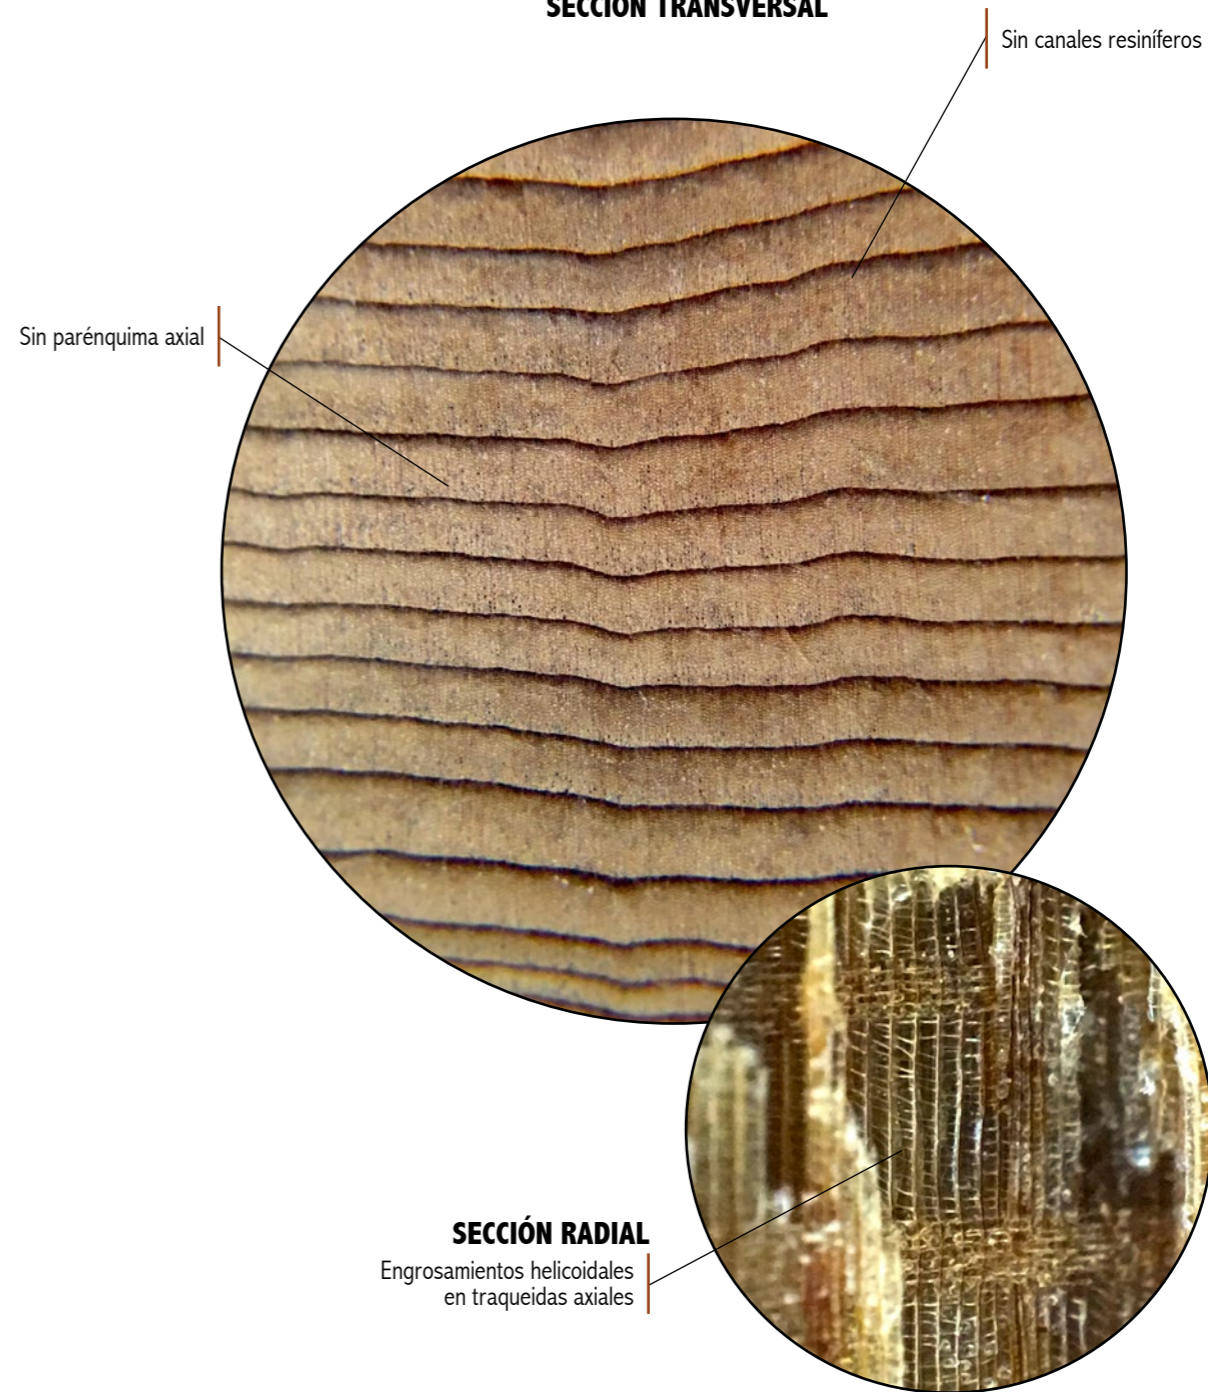 SECCIÓN TRANSVERSAL
Sin canales resiníferos
Sin parénquima axial
SECCIÓN RADIAL
Engrosamientos helicoidales
en traqueidas axiales